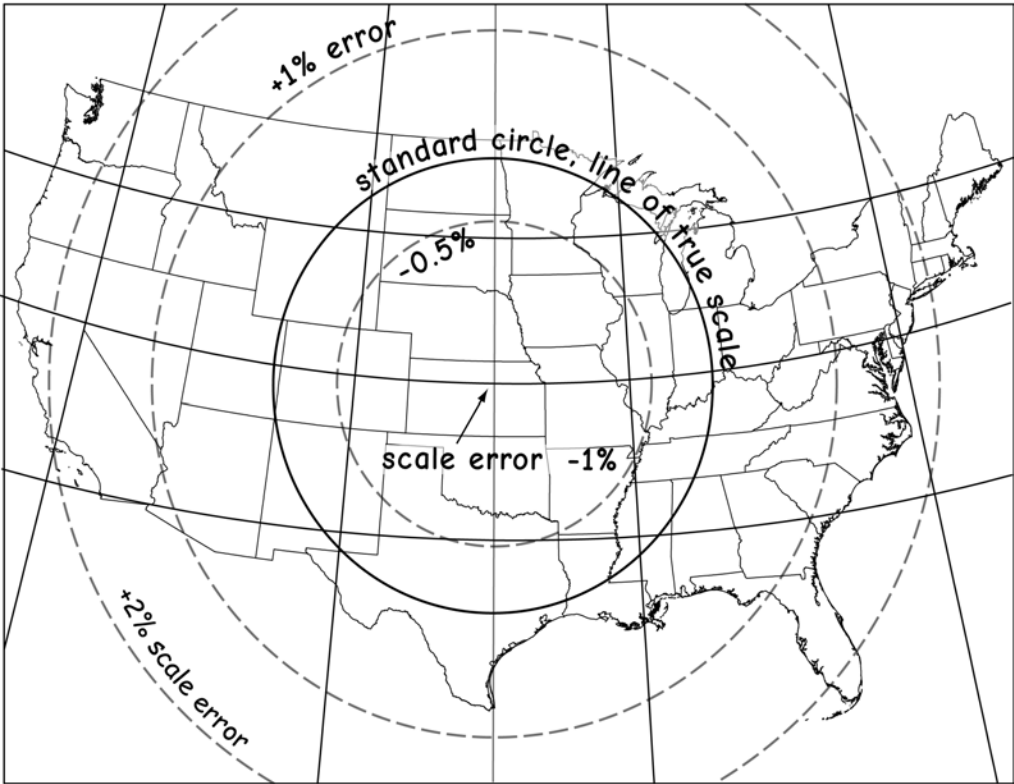 +1% error
standard circle, line of true scale
-0.5%
scale error -1%
+2% scale error